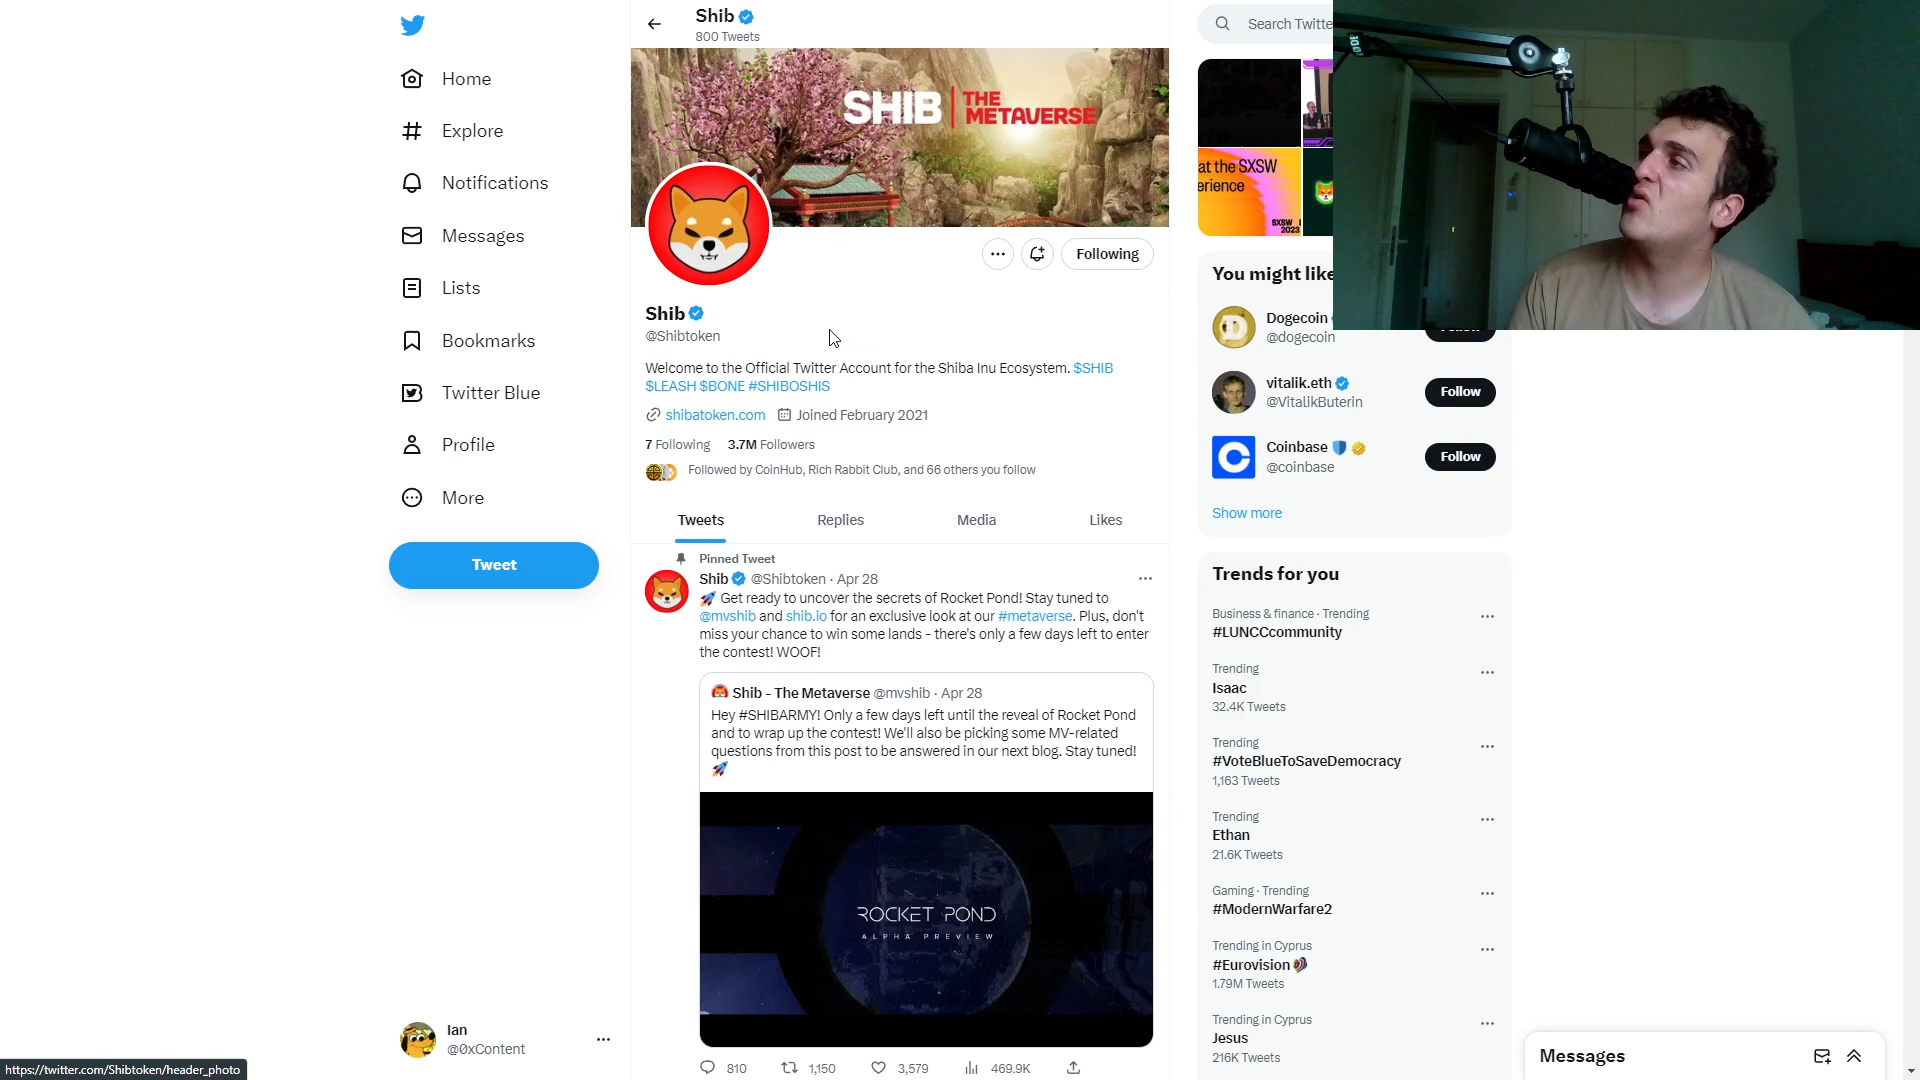 Shib
800 Tweets
Home
Explore
Notifications
Messages
Lists
Bookmarks
Twitter Blue
Profile
More
Tweet
Ian
@0xContent
https://twitter.com/Shibtoken/header_photo
SHIB | THE METAVERSE
Following
Shib
@Shibtoken
Welcome to the Official Twitter Account for the Shiba Inu Ecosystem. $SHIB
$LEASH $BONE #SHIBOSHIS
shibatoken.com Joined February 2021
7 Following 3.7M Followers
Followed by CoinHub, Rich Rabbit Club, and 66 others you follow
Tweets Replies Media Likes
Pinned Tweet
Shib @Shibtoken · Apr 28
🚀 Get ready to uncover the secrets of Rocket Pond! Stay tuned to
@mvshib and shib.io for an exclusive look at our #metaverse. Plus, don't
miss your chance to win some lands - there's only a few days left to enter
the contest! WOOF!
Shib - The Metaverse @mvshib · Apr 28
Hey #SHIBARMY! Only a few days left until the reveal of Rocket Pond
and to wrap up the contest! We'll also be picking some MV-related
questions from this post to be answered in our next blog. Stay tuned!
🚀
ROCKET POND
ALPHA PREVIEW
810 1,150 3,579 469.9K
Search Twitte
at the SXSW
erience
SXSW
2023
You might like
Dogecoin
@dogecoin
vitalik.eth
@VitalikButerin
Follow
Coinbase
@coinbase
Follow
Show more
Trends for you
Business & finance · Trending
#LUNCCcommunity
Trending
Isaac
32.4K Tweets
Trending
#VoteBlueToSaveDemocracy
1,163 Tweets
Trending
Ethan
21.6K Tweets
Gaming · Trending
#ModernWarfare2
Trending in Cyprus
#Eurovision
1.79M Tweets
Trending in Cyprus
Jesus
216K Tweets
Messages